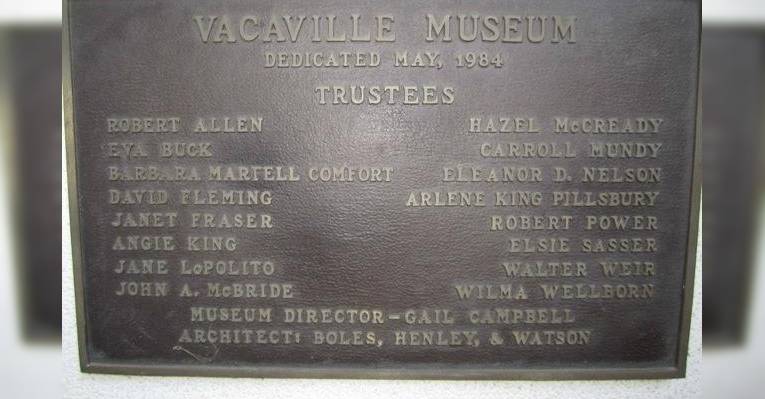 VACAVILLE MUSEUM
DEDICATED MAY, 1984
TRUSTEES
ROBERT ALLEN HAZEL McCREADY
EVA BUCK CARROLL MUNDY
BARBARA MARTELL COMFORT ELEANOR D. NELSON
DAVID FLEMING ARLENE KING PILLSBURY
JANET FRASER ROBERT POWER
ANGIE KING ELSIE SASSER
JANE LoPOLITO WALTER WEIR
JOHN A. McBRIDE WILMA WELLBORN
MUSEUM DIRECTOR-GAIL CAMPBELL
ARCHITECT: BOLES, HENLEY, & WATSON